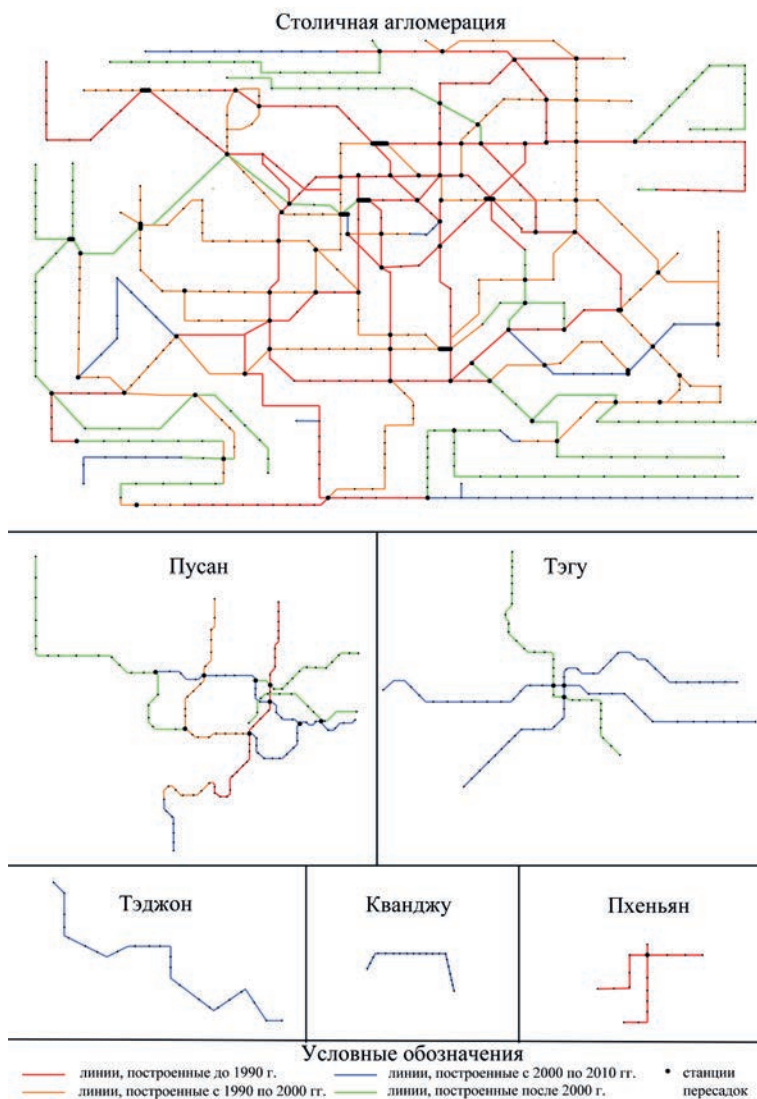 Столичная агломерация
Пусан
Тэгу
Тэджон
Кванджу
Пхеньян
Условные обозначения
линии, построенные до 1990 г.
линии, построенные с 2000 по 2010 гг.
станции
линии, построенные с 1990 по 2000 гг.
линии, построенные после 2000 г.
пересадок